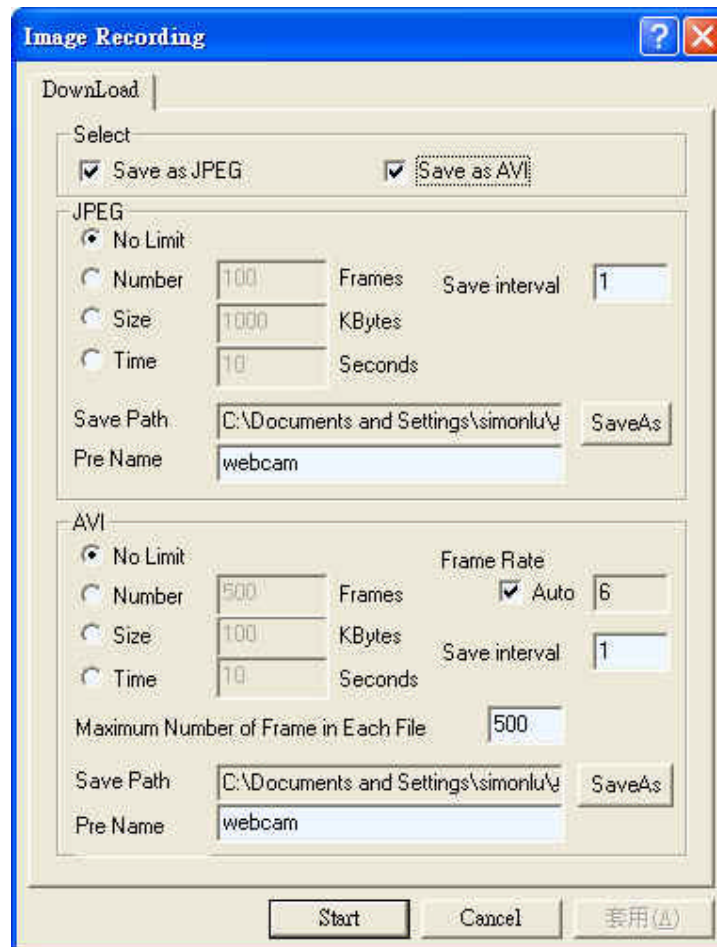 Image Recording
DownLoad
Select
Save as JPEG Save as AVI
JPEG
No Limit
Number 100 Frames Save interval 1
Size 1000 KBytes
Time 10 Seconds
Save Path C:\Documents and Settings\simonlu\ SaveAs
Pre Name webcam
AVI
No Limit Frame Rate
Number 500 Frames Auto 6
Size 100 KBytes
Save interval 1
Time 10 Seconds
Maximum Number of Frame in Each File 500
Save Path C:\Documents and Settings\simonlu\ SaveAs
Pre Name webcam
Start Cancel 套用(A)